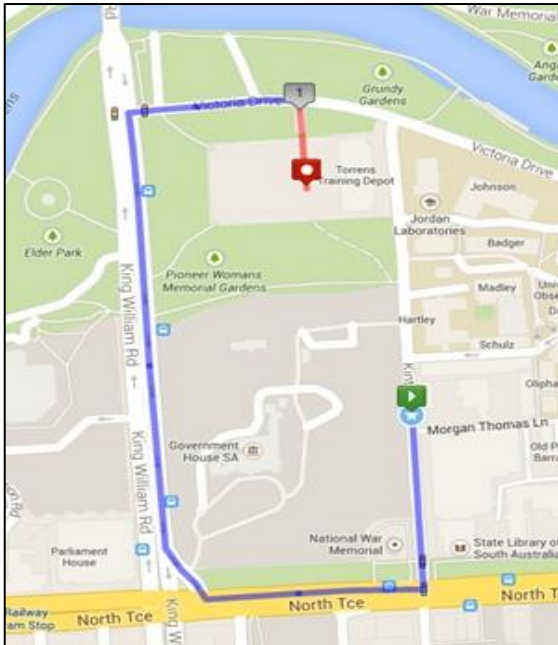 War Memorial
Grundy
Gardens
1
Victoria Drive
Torrens
Training Depot
Victoria Drive
Johnson
Jordan
Laboratories
Badger
Elder Park
Pioneer Womans
Memorial Gardens
Madley
Hartley
Schulz
King William Rd
King William Rd
Morgan Thomas Ln
Government
House SA
National War
Memorial
State Library of
South Australia
Parliament
House
North Tce
North Tce
Railway